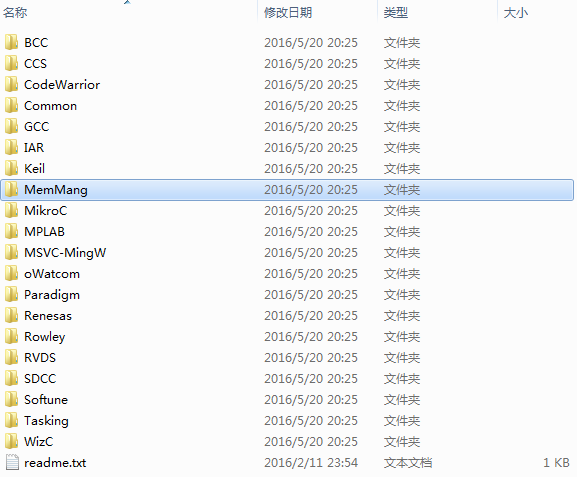 名称 修改日期 类型 大小
BCC 2016/5/20 20:25 文件夹
CCS 2016/5/20 20:25 文件夹
CodeWarrior 2016/5/20 20:25 文件夹
Common 2016/5/20 20:25 文件夹
GCC 2016/5/20 20:25 文件夹
IAR 2016/5/20 20:25 文件夹
Keil 2016/5/20 20:25 文件夹
MemMang 2016/5/20 20:25 文件夹
MikroC 2016/5/20 20:25 文件夹
MPLAB 2016/5/20 20:25 文件夹
MSVC-MingW 2016/5/20 20:25 文件夹
oWatcom 2016/5/20 20:25 文件夹
Paradigm 2016/5/20 20:25 文件夹
Renesas 2016/5/20 20:25 文件夹
Rowley 2016/5/20 20:25 文件夹
RVDS 2016/5/20 20:25 文件夹
SDCC 2016/5/20 20:25 文件夹
Softune 2016/5/20 20:25 文件夹
Tasking 2016/5/20 20:25 文件夹
WizC 2016/5/20 20:25 文件夹
readme.txt 2016/2/11 23:54 文本文档 1 KB